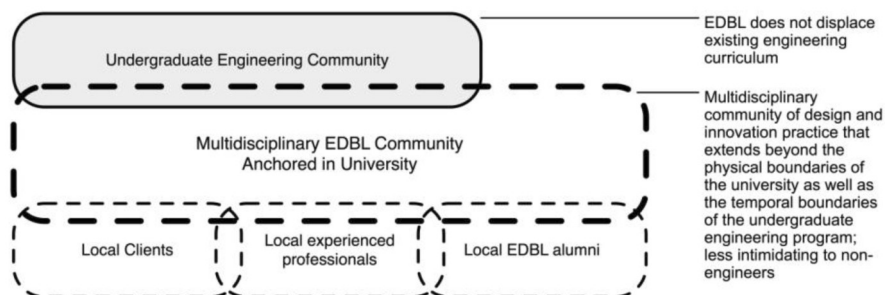 Undergraduate Engineering Community
EDBL does not displace
existing engineering
curriculum
Multidisciplinary EDBL Community
Anchored in University
Multidisciplinary
community of design and
innovation practice that
extends beyond the
physical boundaries of
the university as well as
the temporal boundaries
of the undergraduate
engineering program;
less intimidating to non-
engineers
Local Clients
Local experienced
professionals
Local EDBL alumni